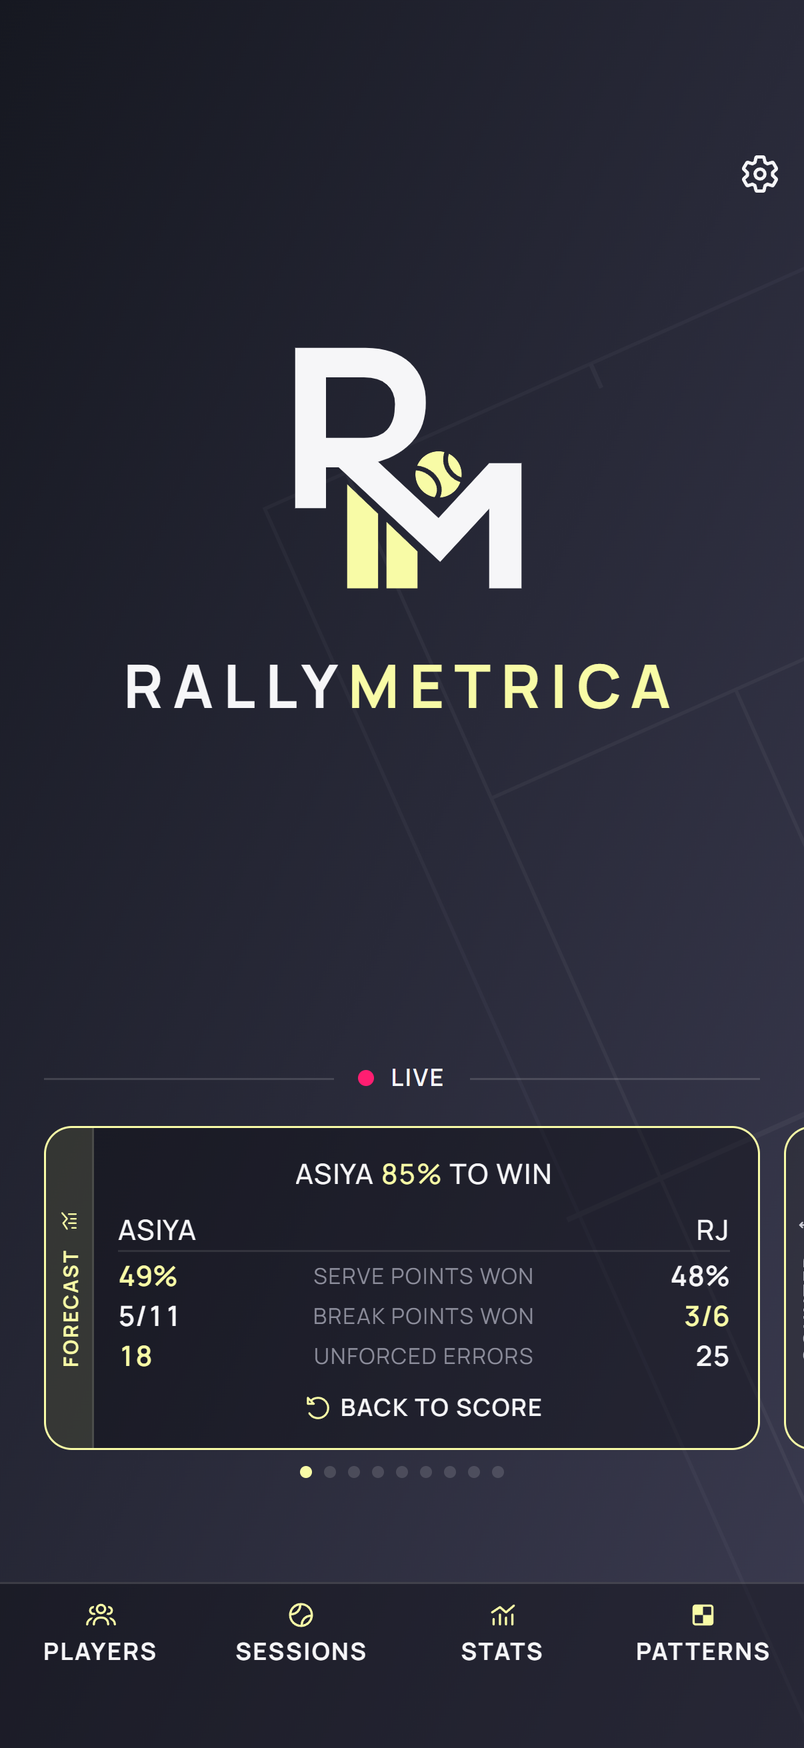 RM
RALLYMETRICA
LIVE
FORECAST
ASIYA 85% TO WIN
ASIYA RJ
49% SERVE POINTS WON 48%
5/11 BREAK POINTS WON 3/6
18 UNFORCED ERRORS 25
BACK TO SCORE
PLAYERS SESSIONS STATS PATTERNS